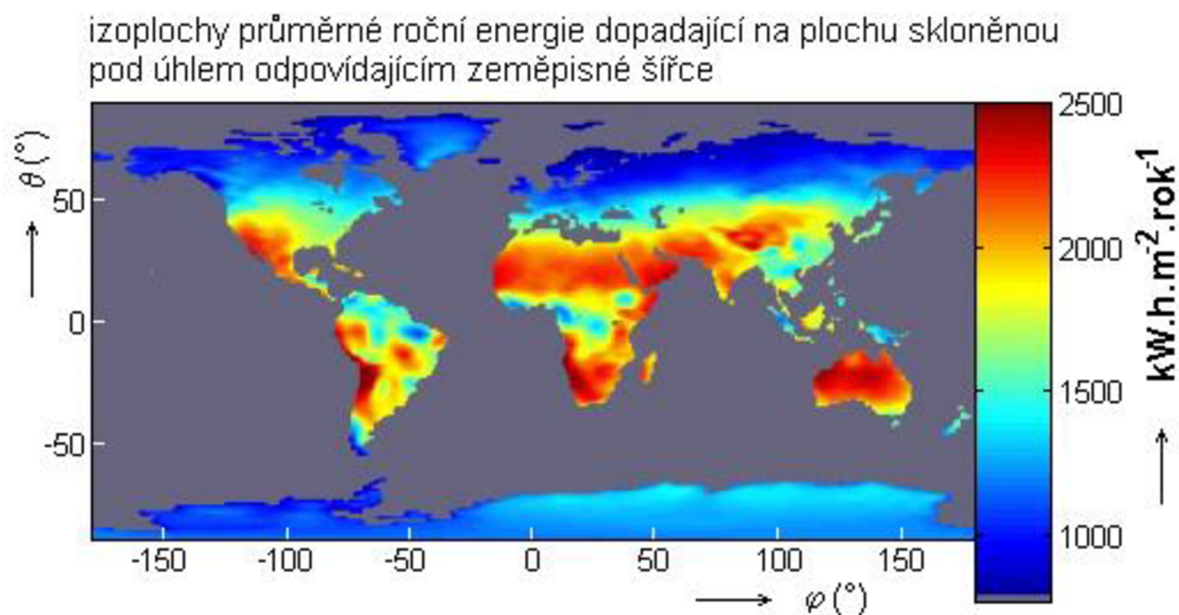 izoplochy průměrné roční energie dopadající na plochu skloněnou
pod úhlem odpovídajícím zeměpisné šířce
θ (°)
50
0
-50
-150
-100
-50
0
50
100
150
φ (°)
2500
2000
1500
1000
kW.h.m⁻².rok⁻¹